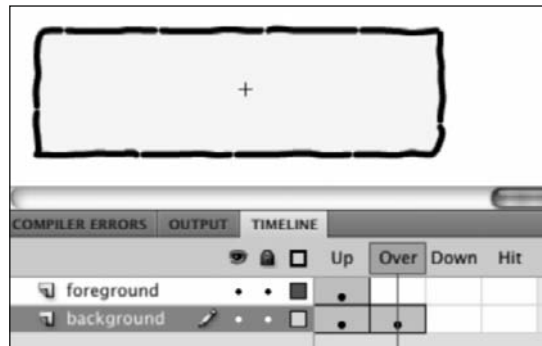 COMPILER ERRORS OUTPUT TIMELINE
Up Over Down Hit
foreground
background